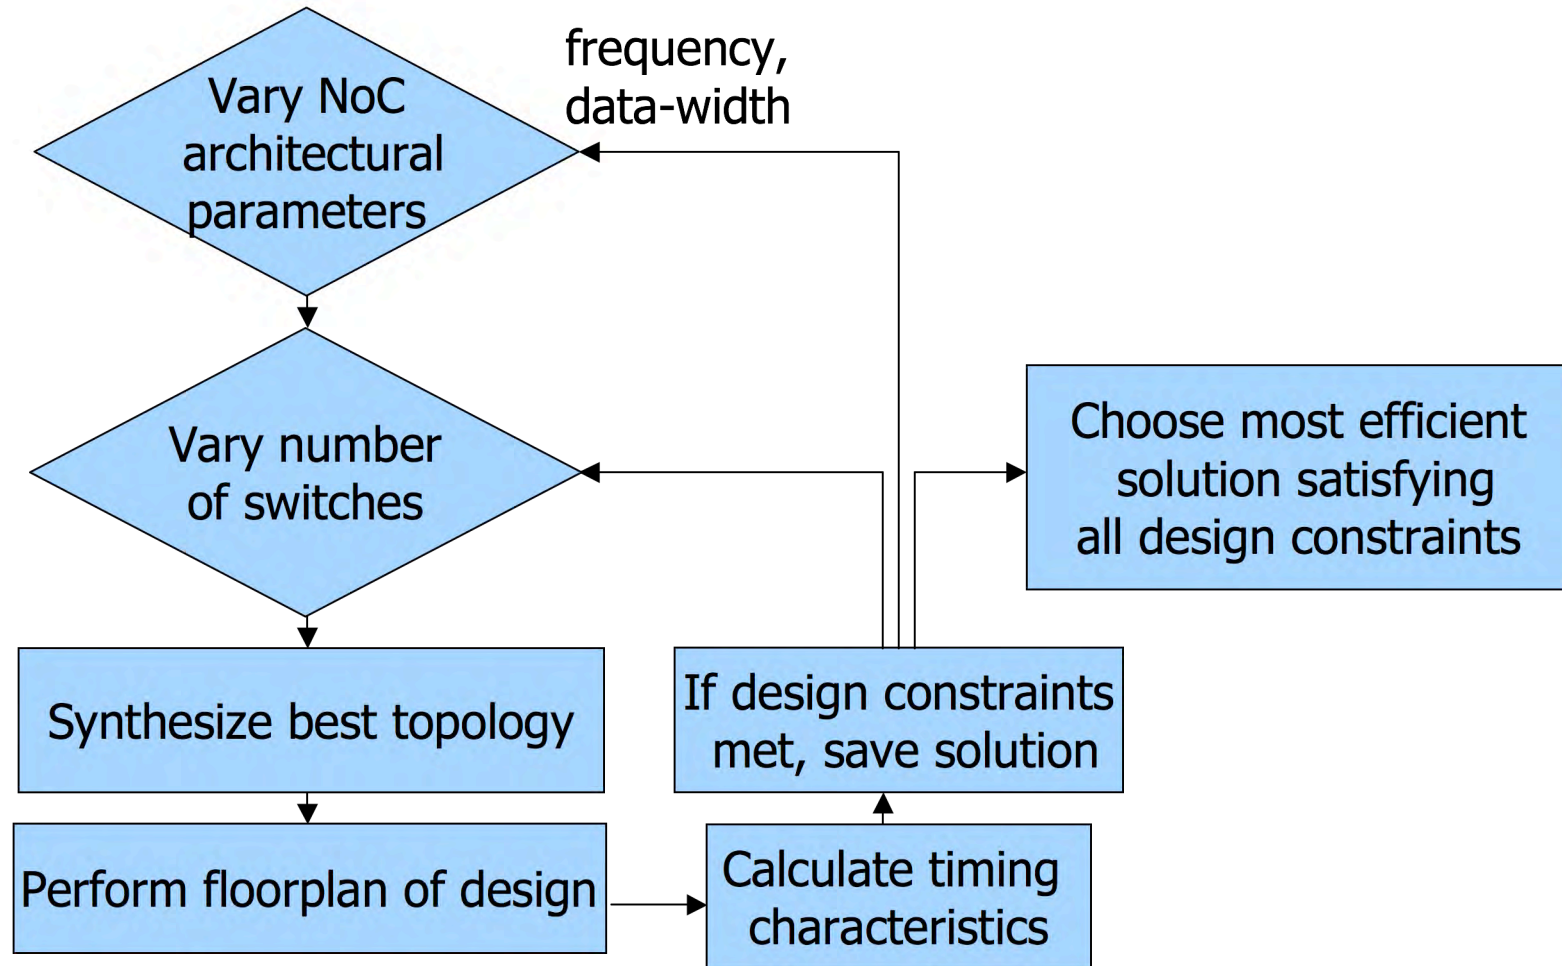 Vary NoC
architectural
parameters
frequency,
data-width
Vary number
of switches
Choose most efficient
solution satisfying
all design constraints
Synthesize best topology
If design constraints
met, save solution
Perform floorplan of design
Calculate timing
characteristics